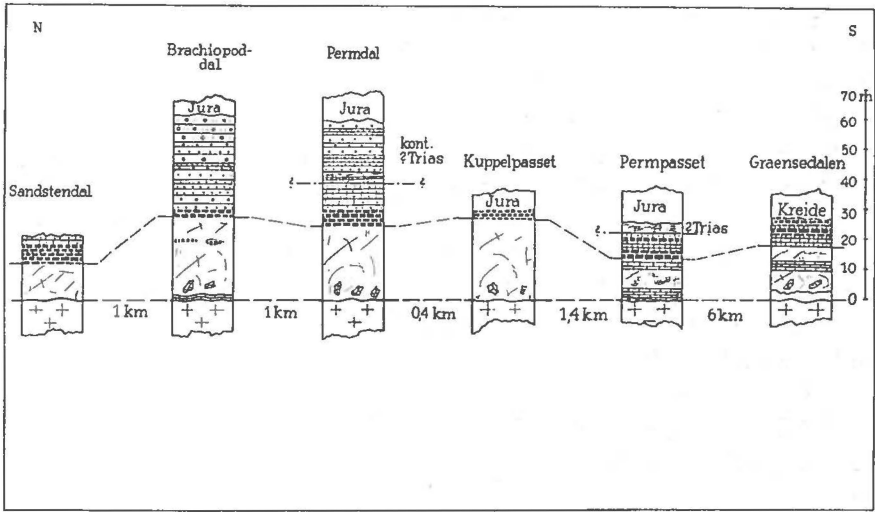 N
S
Brachiopod-
dal
Permdal
Jura
Jura
70 m
60
50
40
30
20
10
0
kont.
?Trias
Kuppelpasset
Permpasset
Graensedalen
Sandstendal
Jura
Jura
Kreide
?Trias
1 km
1 km
0,4 km
1,4 km
6 km